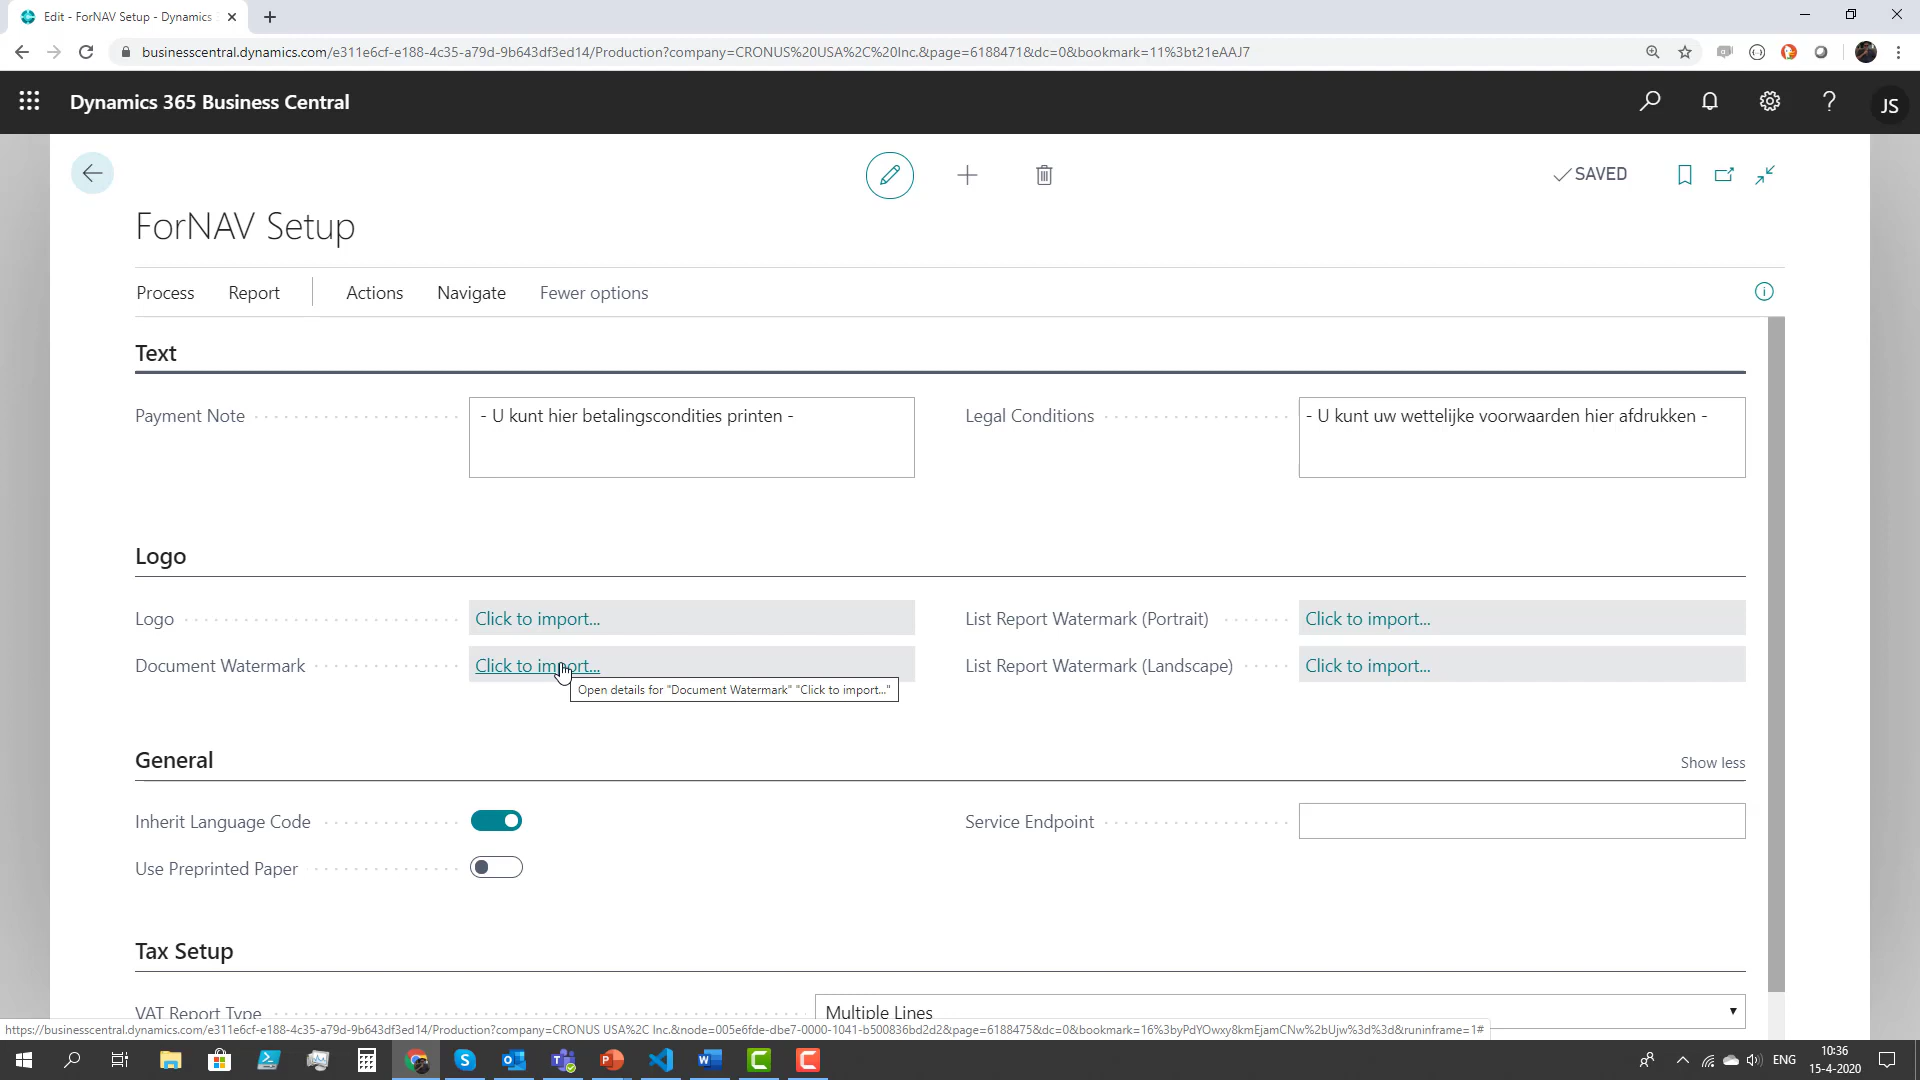 Edit - ForNAV Setup - Dynamics
businesscentral.dynamics.com/e311e6cf-e188-4c35-a79d-9b643df3ed14/Production?company=CRONUS%20USA%2C%20Inc.&page=6188471&dc=0&bookmark=11%3bt21eAAJ7
Dynamics 365 Business Central
JS
SAVED
ForNAV Setup
Process Report Actions Navigate Fewer options
Text
Payment Note
- U kunt hier betalingscondities printen -
Legal Conditions
- U kunt uw wettelijke voorwaarden hier afdrukken -
Logo
Logo
Click to import...
List Report Watermark (Portrait)
Click to import...
Document Watermark
Click to import...
List Report Watermark (Landscape)
Click to import...
Open details for "Document Watermark" "Click to import..."
General
Show less
Inherit Language Code
Service Endpoint
Use Preprinted Paper
Tax Setup
VAT Report Type
Multiple Lines
https://businesscentral.dynamics.com/e311e6cf-e188-4c35-a79d-9b643df3ed14/Production?company=CRONUS USA%2C Inc.&node=005e6fde-dbe7-0000-1041-b500836bd2d2&page=6188475&dc=0&bookmark=16%3byPdYOwxy8kmEjamCNw%2bUjw%3d%3d&runinframe=1#
ENG
10:36
15-4-2020